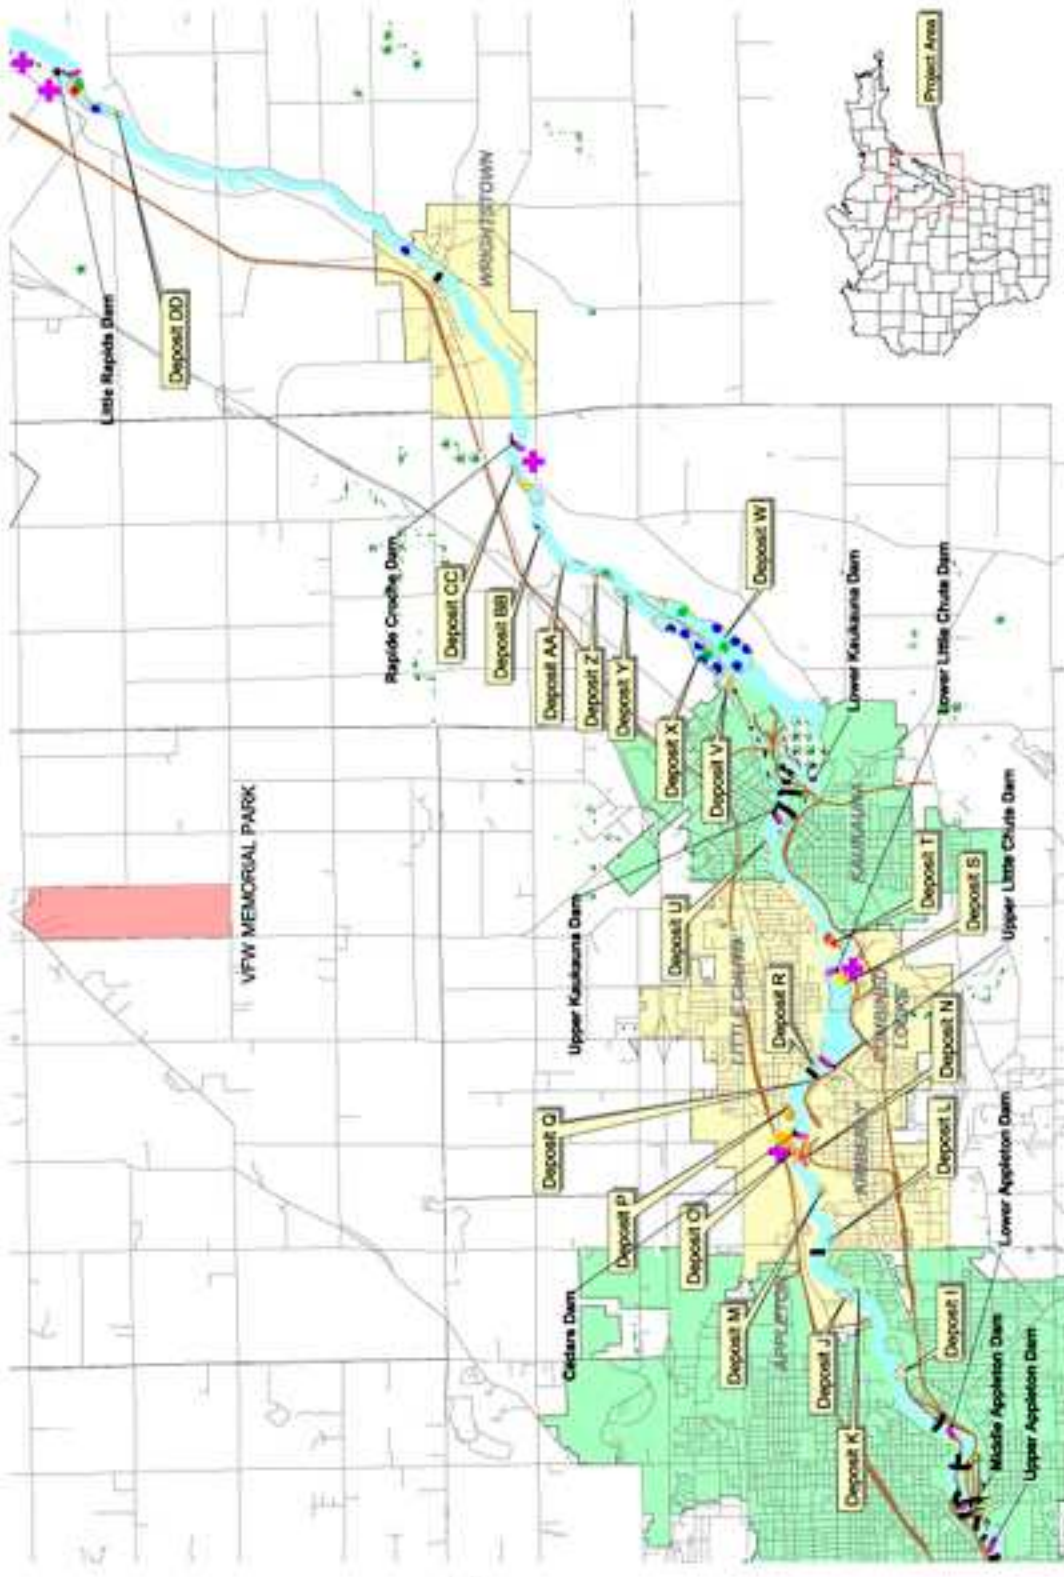 Project Area
WRIGHTSTOWN
Little Rapids Dam
Deposit DD
Rapide Croche Dam
Deposit CC
Deposit BB
Deposit AA
Deposit Z
Deposit Y
Deposit X
Deposit V
Deposit W
Lower Kaukauna Dam
Lower Little Chute Dam
Upper Little Chute Dam
VFW MEMORIAL PARK
Upper Kaukauna Dam
Deposit U
KAUKAUNA
Deposit T
Deposit S
LITTLE CHUTE
Deposit R
COMBINED
LOCKS
Deposit N
Deposit Q
Deposit P
Deposit O
KIMBERLY
Deposit L
Lower Appleton Dam
Cedars Dam
Deposit M
APPLETON
Deposit J
Deposit K
Deposit I
Middle Appleton Dam
Upper Appleton Dam